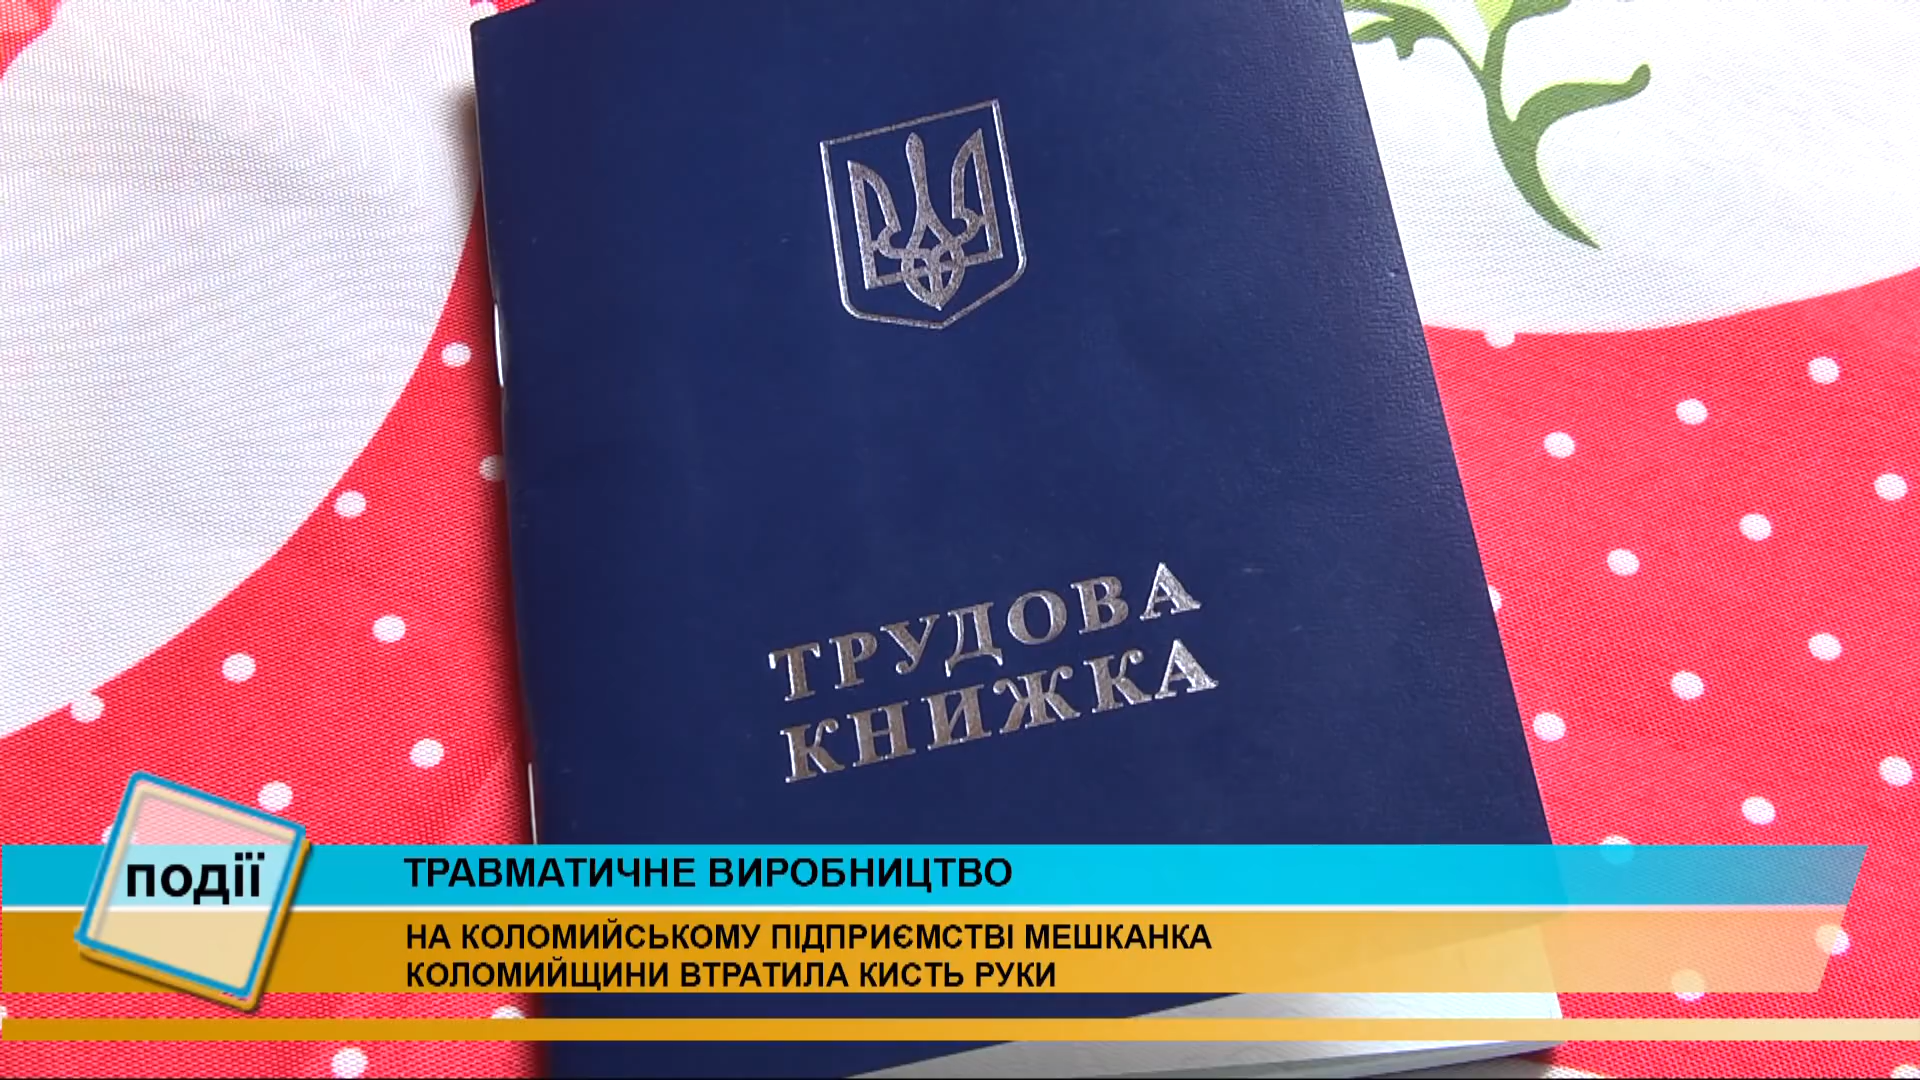 ТРУДОВА
КНИЖКА
події
ТРАВМАТИЧНЕ ВИРОБНИЦТВО
НА КОЛОМИЙСЬКОМУ ПІДПРИЄМСТВІ МЕШКАНКА
КОЛОМИЙЩИНИ ВТРАТИЛА КИСТЬ РУКИ